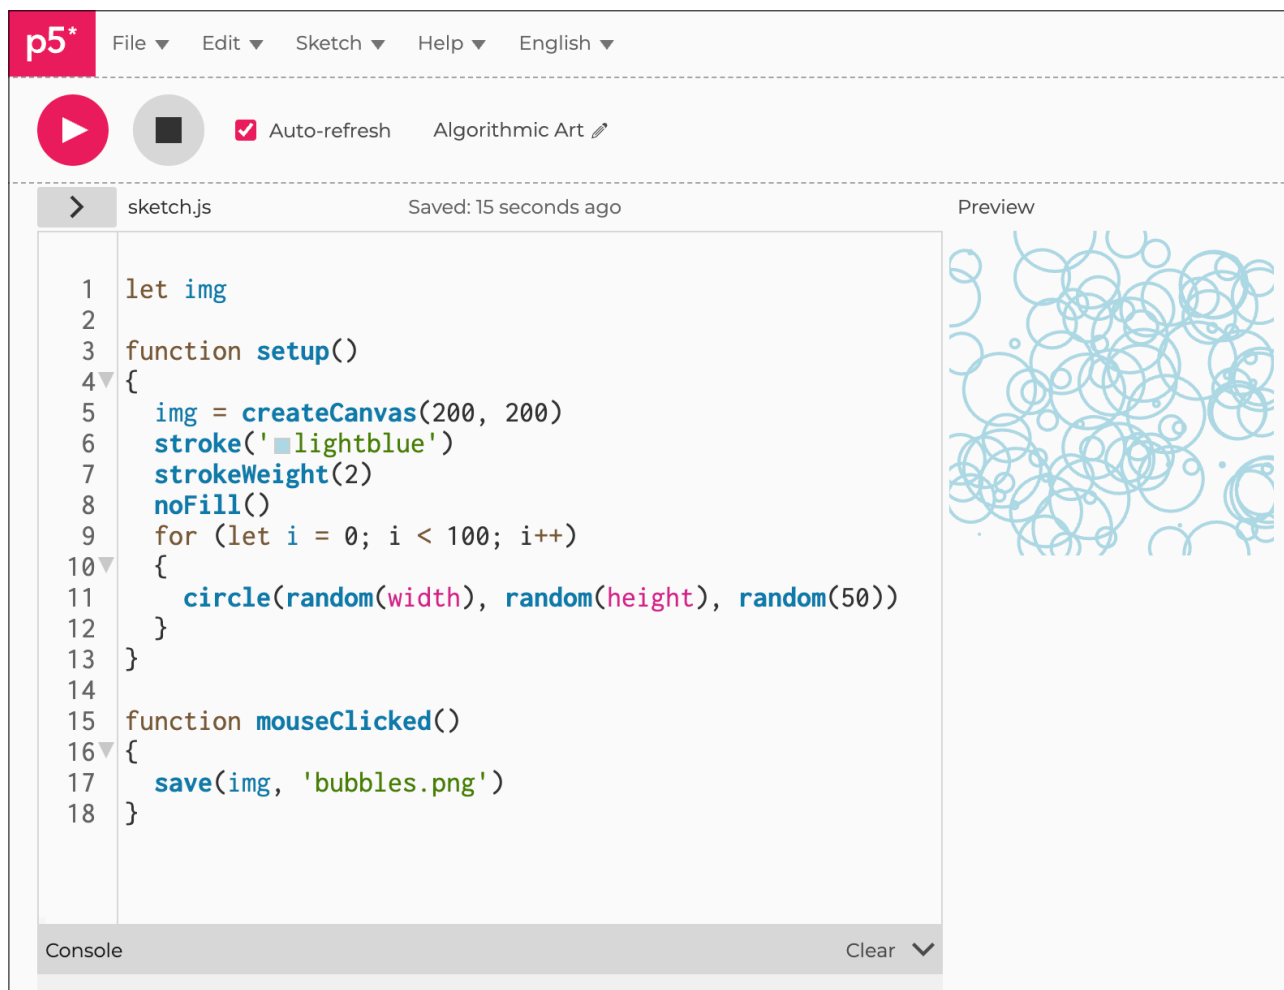 p5* File Edit Sketch Help English
Auto-refresh Algorithmic Art
sketch.js Saved: 15 seconds ago Preview
1 let img
2
3 function setup()
4 {
5 img = createCanvas(200, 200)
6 stroke('lightblue')
7 strokeWeight(2)
8 noFill()
9 for (let i = 0; i < 100; i++)
10 {
11 circle(random(width), random(height), random(50))
12 }
13 }
14
15 function mouseClicked()
16 {
17 save(img, 'bubbles.png')
18 }
Console Clear